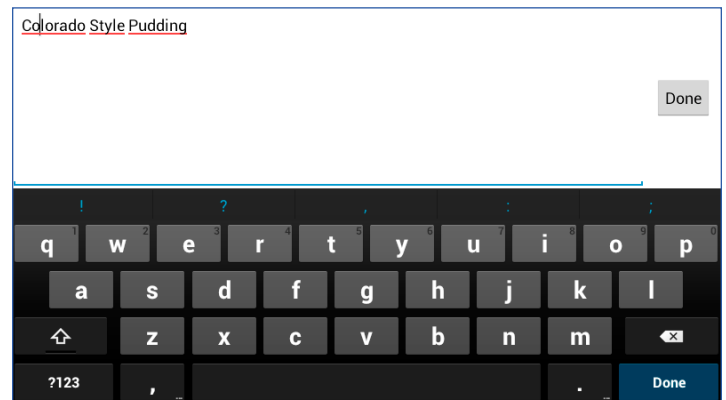 Colorado Style Pudding
Done
! ? , : ;
q 1 w 2 e 3 r 4 t 5 y 6 u 7 i 8 o 9 p 0
a s d f g h j k l
z x c v b n m
?123 , ... . ... Done